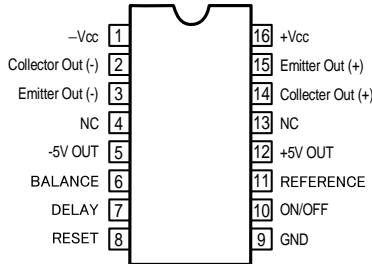 –Vcc 1 16 +Vcc
Collector Out (-) 2 15 Emitter Out (+)
Emitter Out (-) 3 14 Collecter Out (+)
NC 4 13 NC
-5V OUT 5 12 +5V OUT
BALANCE 6 11 REFERENCE
DELAY 7 10 ON/OFF
RESET 8 9 GND